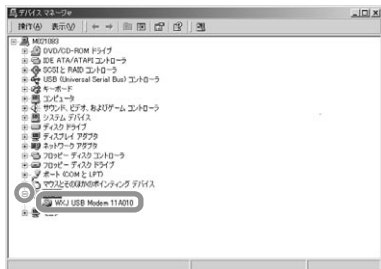 デバイス マネージャ
操作(A) 表示(V)
M021083
DVD/CD-ROM ドライブ
IDE ATA/ATAPI コントローラ
SCSI と RAID コントローラ
USB (Universal Serial Bus) コントローラ
キーボード
コンピュータ
サウンド、ビデオ、およびゲーム コントローラ
システム デバイス
ディスク ドライブ
ディスプレイ アダプタ
ネットワーク アダプタ
フロッピー ディスク コントローラ
フロッピー ディスク ドライブ
ポート (COM と LPT)
マウスとそのほかのポインティング デバイス
WXJ USB Modem 11A010